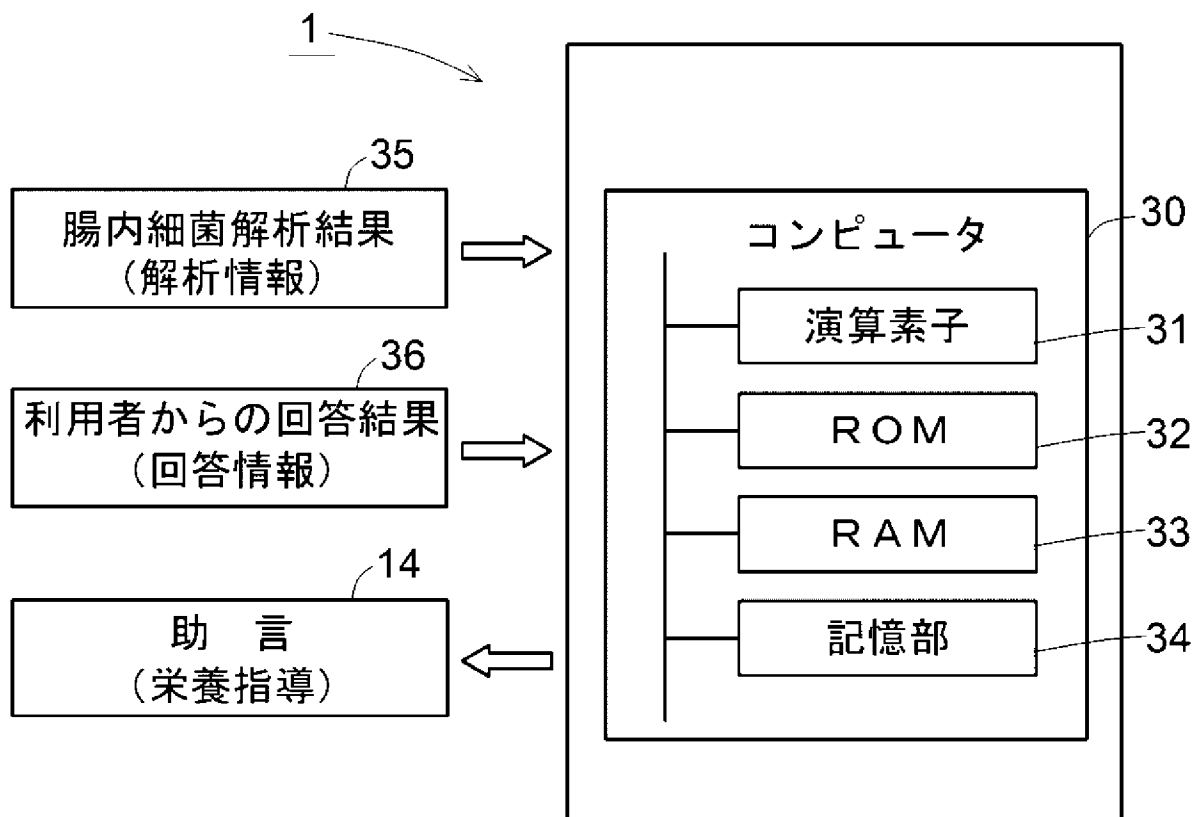 1
35
腸内細菌解析結果
（解析情報）
36
利用者からの回答結果
（回答情報）
14
助　言
（栄養指導）
30
コンピュータ
演算素子
31
ＲＯＭ
32
ＲＡＭ
33
記憶部
34